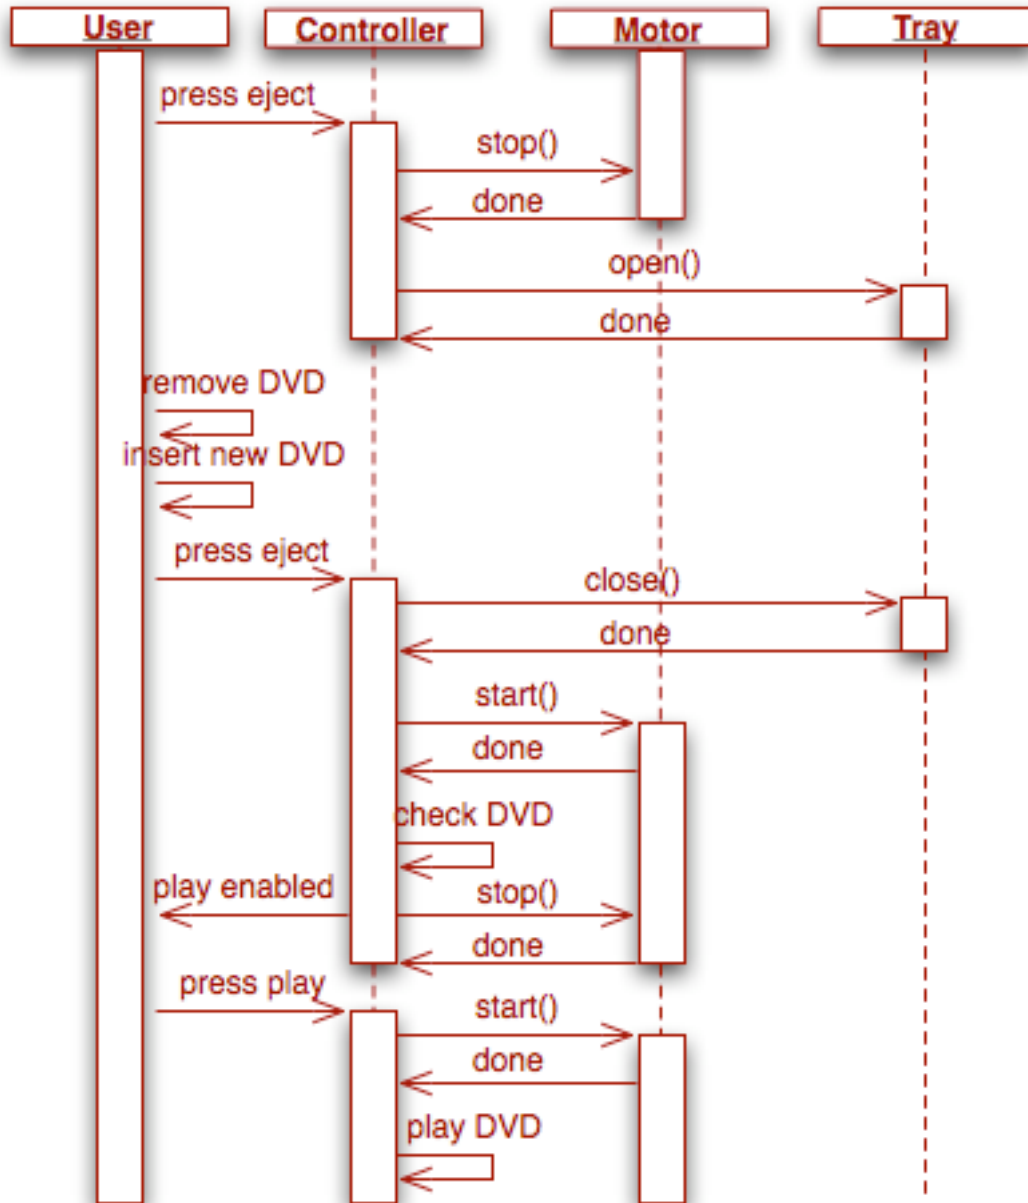 User
Controller
Motor
Tray
press eject
stop()
done
open()
done
remove DVD
insert new DVD
press eject
close()
done
start()
done
check DVD
play enabled
stop()
done
press play
start()
done
play DVD